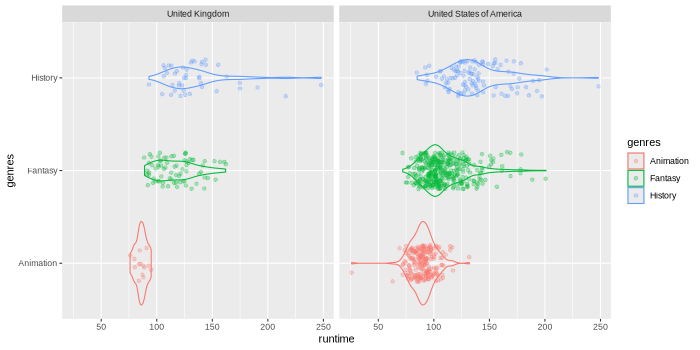 United Kingdom
United States of America
genres
History
Fantasy
Animation
50
100
150
200
250
50
100
150
200
250
runtime
genres
Animation
Fantasy
History